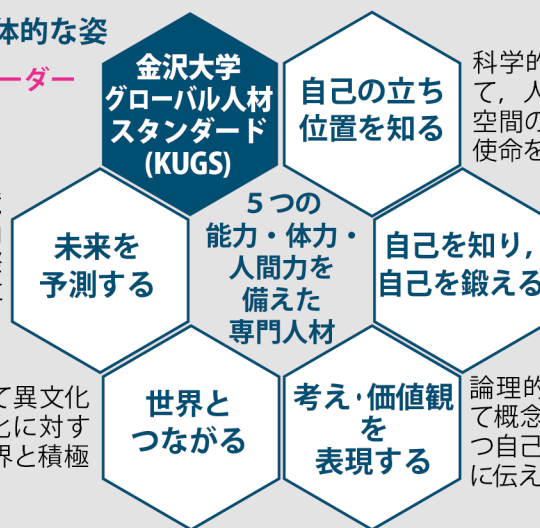 体的な姿
ーダー
金沢大学
グローバル人材
スタンダード
(KUGS)
自己の立ち
位置を知る
科学的
て，人
空間の
使命を
5つの
能力・体力・
人間力を
備えた
専門人材
未来を
予測する
自己を知り,
自己を鍛える
世界と
つながる
考え・価値観
を
表現する
て異文化
とに対す
界と積極
論理的
て概念
つ自己
に伝え